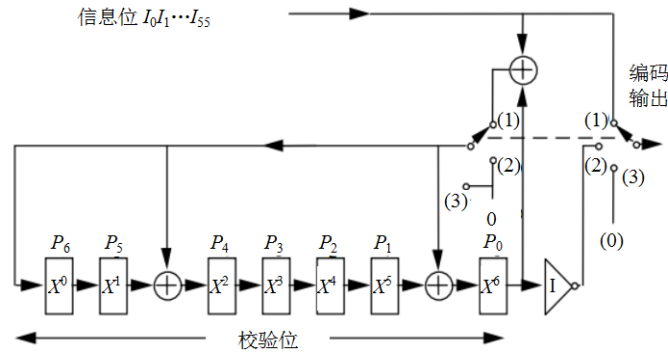 信息位 I₀I₁⋯I₅₅
编码
输出
(1)
(1)
(2)
(2)
(3)
(3)
0
(0)
P₆ P₅ P₄ P₃ P₂ P₁ P₀
X⁰ X¹ X² X³ X⁴ X⁵ X⁶ I
校验位